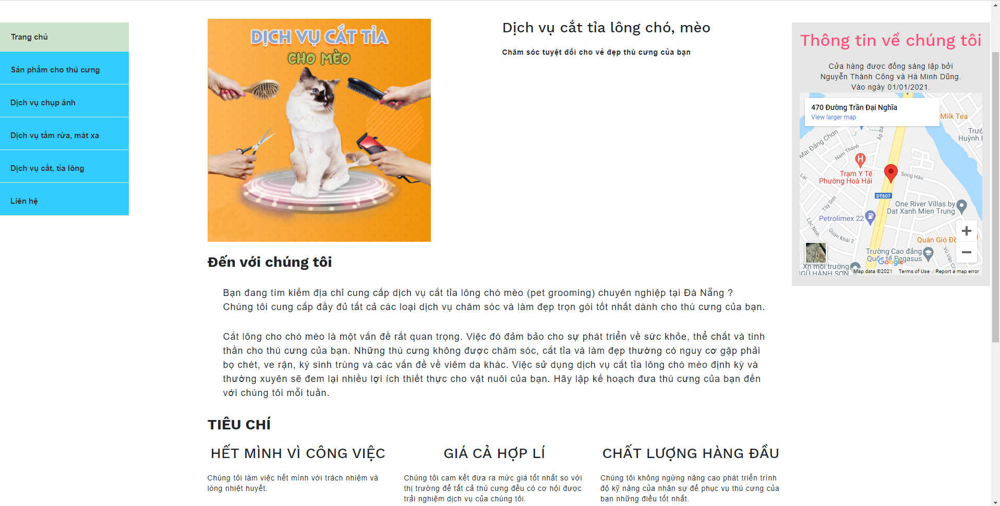 Trang chủ
Sản phẩm cho thú cưng
Dịch vụ chụp ảnh
Dịch vụ tắm rửa, mát xa
Dịch vụ cắt, tỉa lông
Liên hệ
DỊCH VỤ CẮT TỈA
CHO MÈO
Dịch vụ cắt tỉa lông chó, mèo
Chăm sóc tuyệt đối cho vẻ đẹp thú cưng của bạn
Đến với chúng tôi
Bạn đang tìm kiếm địa chỉ cung cấp dịch vụ cắt tỉa lông chó mèo (pet grooming) chuyên nghiệp tại Đà Nẵng ?
Chúng tôi cung cấp đầy đủ tất cả các loại dịch vụ chăm sóc và làm đẹp trọn gói tốt nhất dành cho thú cưng của bạn.
Cắt lông cho chó mèo là một vấn đề rất quan trọng. Việc đó đảm bảo cho sự phát triển về sức khỏe, thể chất và tinh
thần cho thú cưng của bạn. Những thú cưng không được chăm sóc, cắt tỉa và làm đẹp thường có nguy cơ gặp phải
bọ chét, ve rận, ký sinh trùng và các vấn đề về viêm da khác. Việc sử dụng dịch vụ cắt tỉa lông chó mèo định kỳ và
thường xuyên sẽ đem lại nhiều lợi ích thiết thực cho vật nuôi của bạn. Hãy lập kế hoạch đưa thú cưng của bạn đến
với chúng tôi mỗi tuần.
TIÊU CHÍ
HẾT MÌNH VÌ CÔNG VIỆC
Chúng tôi làm việc hết mình với trách nhiệm và
lòng nhiệt huyết.
GIÁ CẢ HỢP LÍ
Chúng tôi cam kết đưa ra mức giá tốt nhất so với
thị trường để tất cả thú cưng đều có cơ hội được
trải nghiệm dịch vụ của chúng tôi.
CHẤT LƯỢNG HÀNG ĐẦU
Chúng tôi không ngừng nâng cao phát triển trình
độ kỹ năng của nhân sự để phục vụ thú cưng của
bạn những điều tốt nhất.
Thông tin về chúng tôi
Cửa hàng được đồng sáng lập bởi
Nguyễn Thành Công và Hà Minh Dũng.
Vào ngày 01/01/2021.
470 Đường Trần Đại Nghĩa
View larger map
Milk Tea
Huỳnh
Mai Đăng Chơn
Nam Thành
Trạm Y Tế
Phường Hoà Hải
Song Hào
DT607
Tây Sơn
One River Villas by
Dat Xanh Mien Trung
Petrolimex 22
Lộc Ninh
Quán Khái 2
Quán Gió
Trường Cao đẳng
Quốc tế Pegasus
Google
Xn môi trường
NGŨ HÀNH SƠN
Map data ©2021
Terms of Use
Report a map error